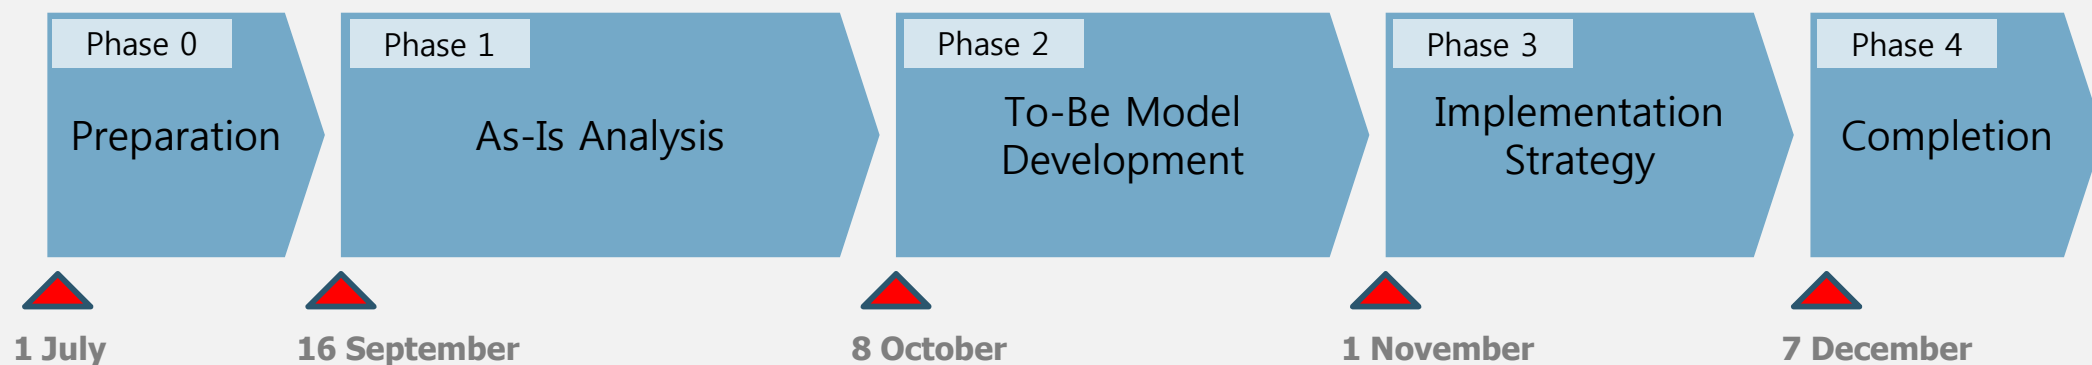 Phase 0
Preparation
Phase 1
As-Is Analysis
Phase 2
To-Be Model
Development
Phase 3
Implementation
Strategy
Phase 4
Completion
1 July
16 September
8 October
1 November
7 December